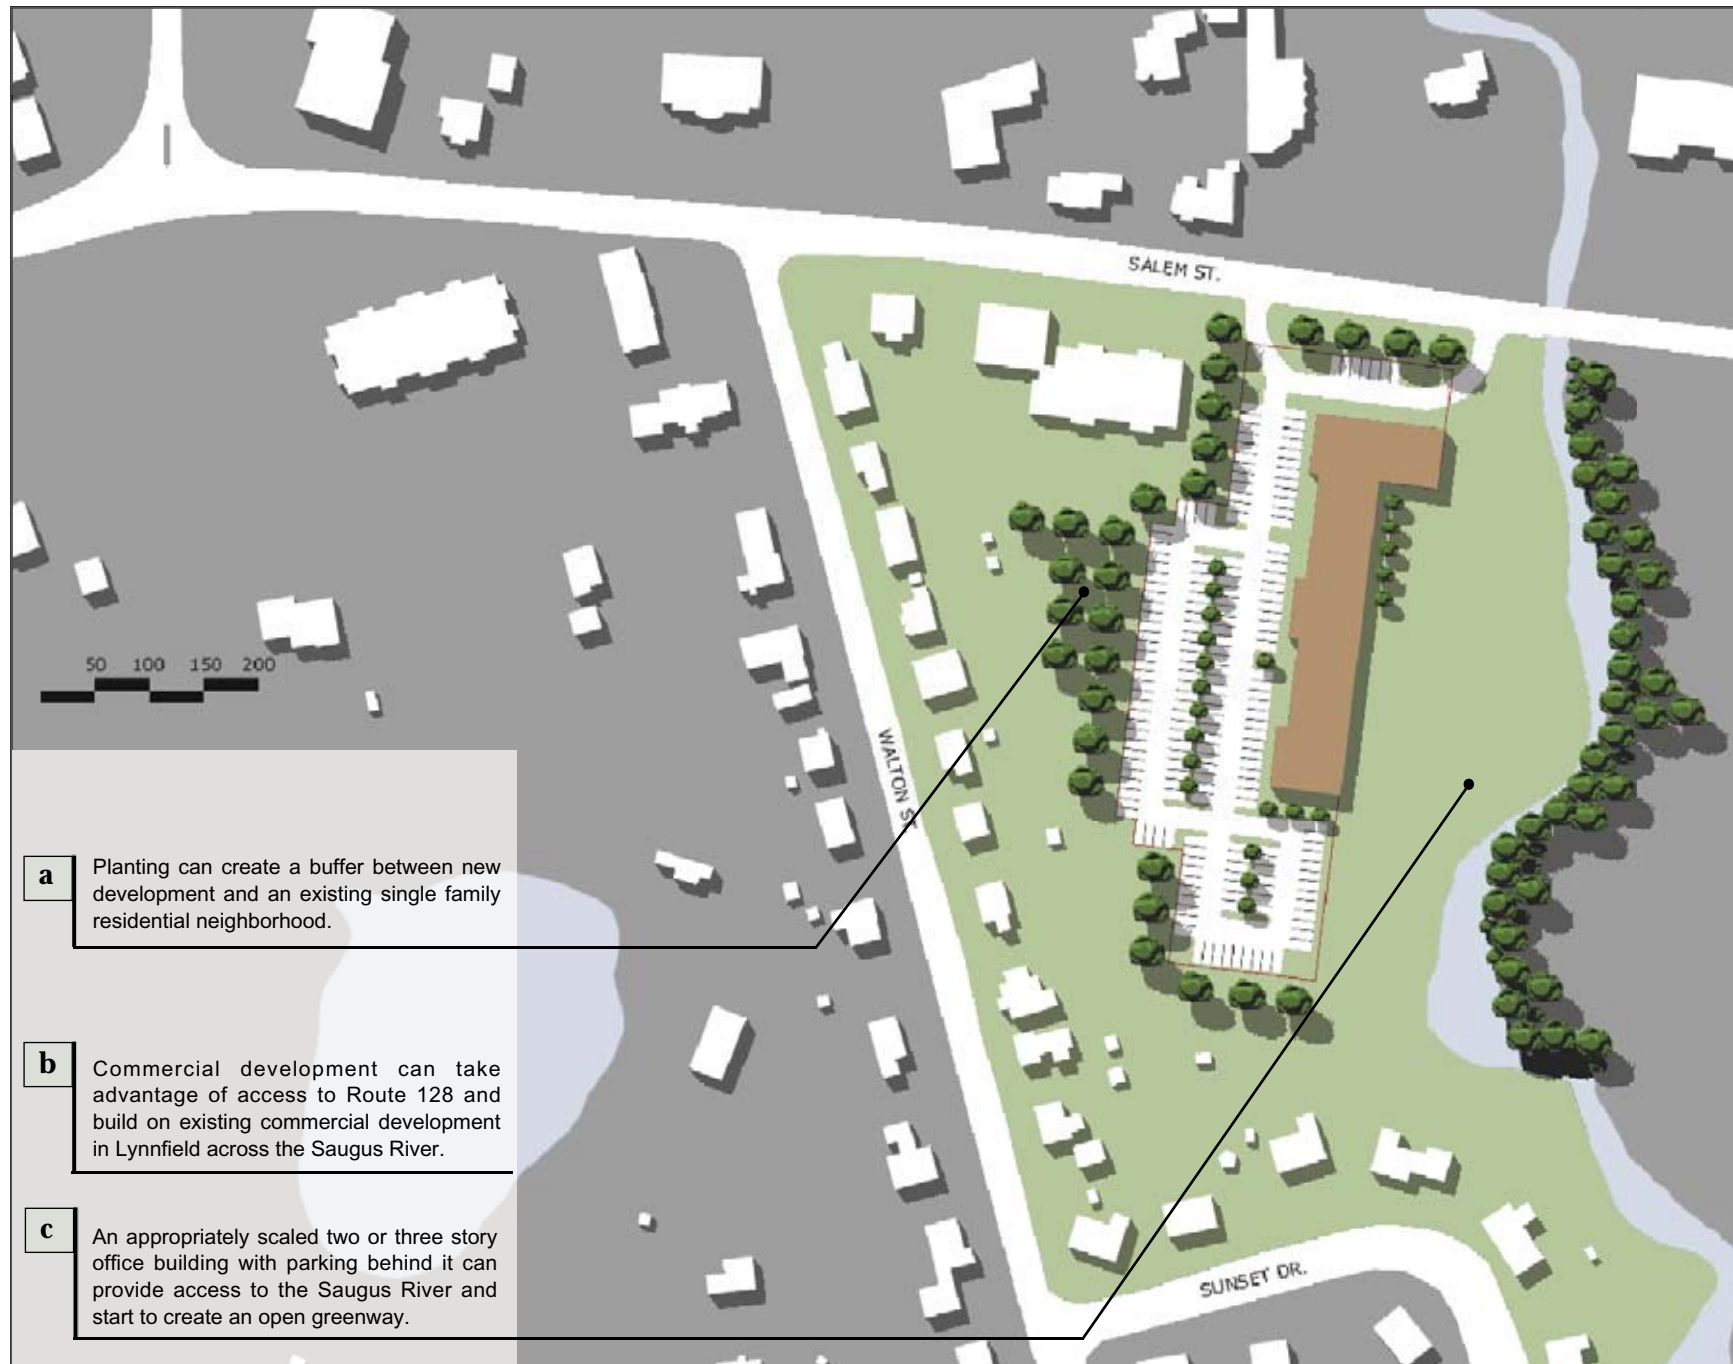 SALEM ST.
50 100 150 200
WALTON ST.
a
Planting can create a buffer between new
development and an existing single family
residential neighborhood.
b
Commercial development can take
advantage of access to Route 128 and
build on existing commercial development
in Lynnfield across the Saugus River.
c
An appropriately scaled two or three story
office building with parking behind it can
provide access to the Saugus River and
start to create an open greenway.
SUNSET DR.